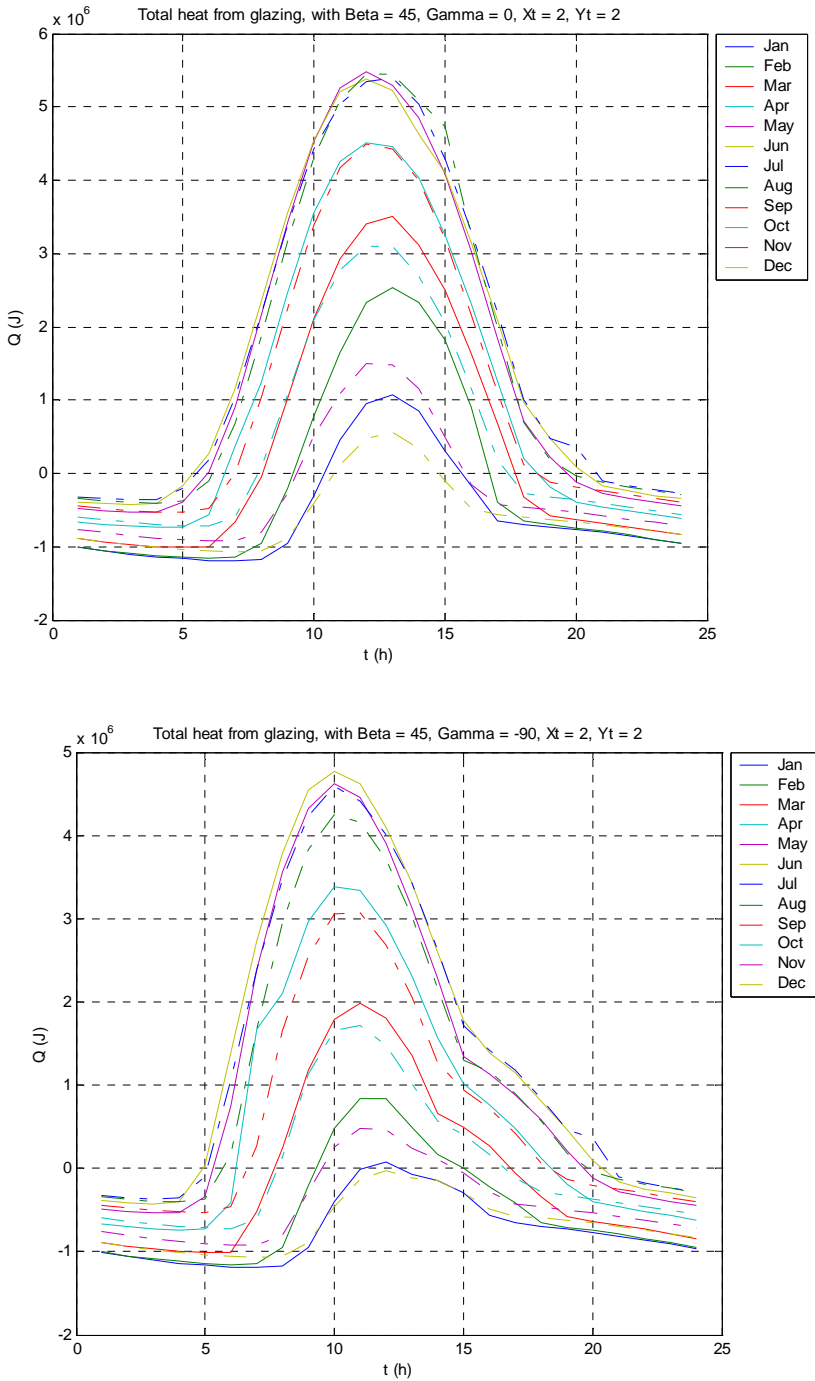 x 10^6
Total heat from glazing, with Beta = 45, Gamma = 0, Xt = 2, Yt = 2
6
5
4
3
2
1
0
-1
-2
Q (J)
0
5
10
15
20
25
t (h)
Jan
Feb
Mar
Apr
May
Jun
Jul
Aug
Sep
Oct
Nov
Dec
x 10^6
Total heat from glazing, with Beta = 45, Gamma = -90, Xt = 2, Yt = 2
5
4
3
2
1
0
-1
-2
Q (J)
0
5
10
15
20
25
t (h)
Jan
Feb
Mar
Apr
May
Jun
Jul
Aug
Sep
Oct
Nov
Dec